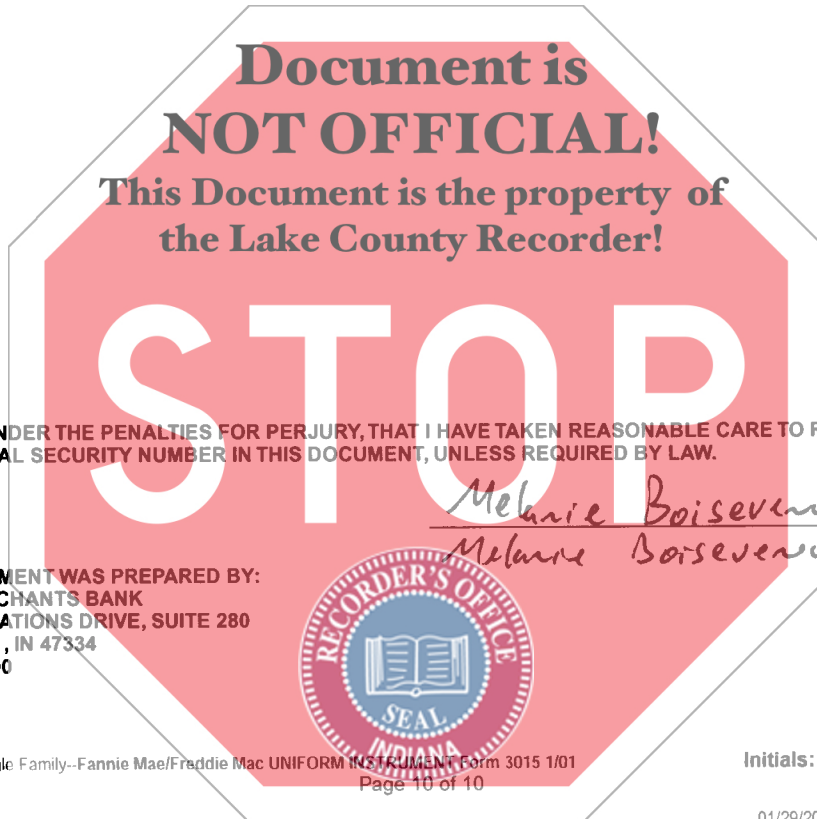 Document is
NOT OFFICIAL!
This Document is the property of
the Lake County Recorder!
STOP
NDER THE PENALTIES FOR PERJURY, THAT I HAVE TAKEN REASONABLE CARE TO R
AL SECURITY NUMBER IN THIS DOCUMENT, UNLESS REQUIRED BY LAW.
Melanie
Melanie
MENT WAS PREPARED BY:
CHANTS BANK
ATIONS DRIVE, SUITE 280
, IN 47334
0
RECORDER'S OFFICE
SEAL
INDIANA
le Family--Fannie Mae/Freddie Mac UNIFORM INSTRUMENT Form 3015 1/01
Initials:
Page 10 of 10
01/29/20